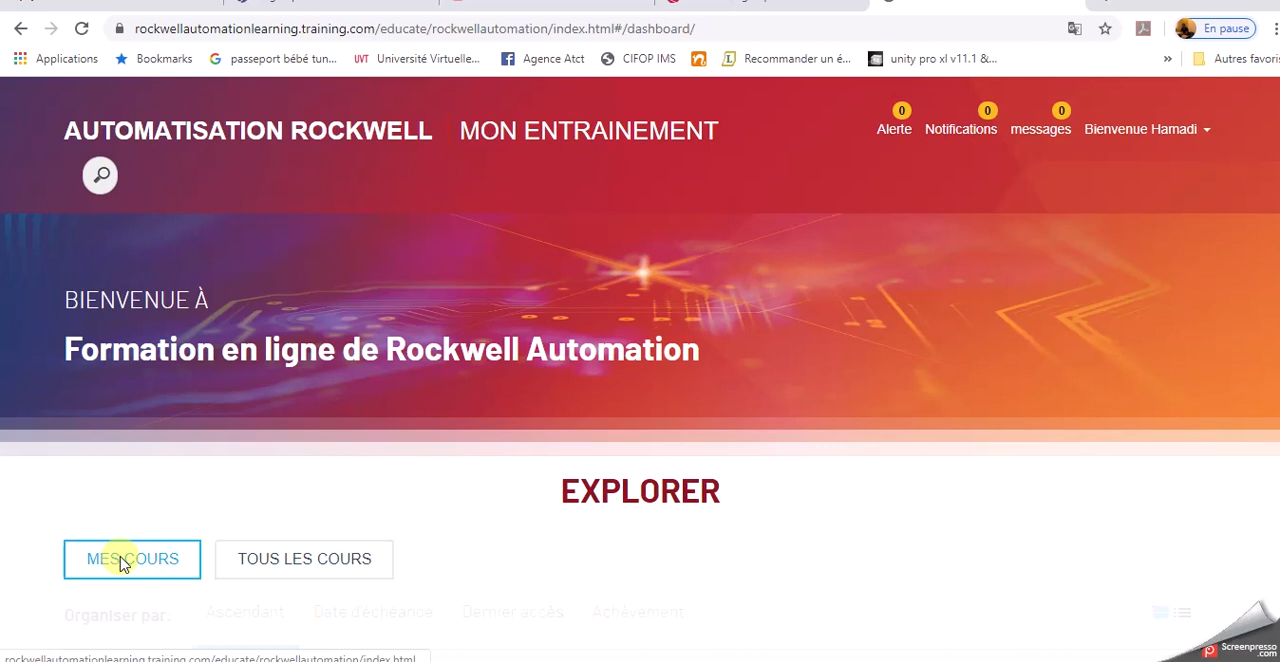 rockwellautomationlearning.training.com/educate/rockwellautomation/index.html#/dashboard/
En pause
Applications Bookmarks passeport bébé tun... UVT Université Virtuelle... Agence Atct CIFOP IMS Recommander un é... unity pro xl v11.1 &... » Autres favoris
AUTOMATISATION ROCKWELL MON ENTRAINEMENT
0 0 0
Alerte Notifications messages Bienvenue Hamadi
BIENVENUE À
Formation en ligne de Rockwell Automation
EXPLORER
MES COURS TOUS LES COURS
Organiser par: Ascendant Date d'échéance Dernier accès Achèvement
rockwellautomationlearning.training.com/educate/rockwellautomation/index.html
Screenpresso
.com